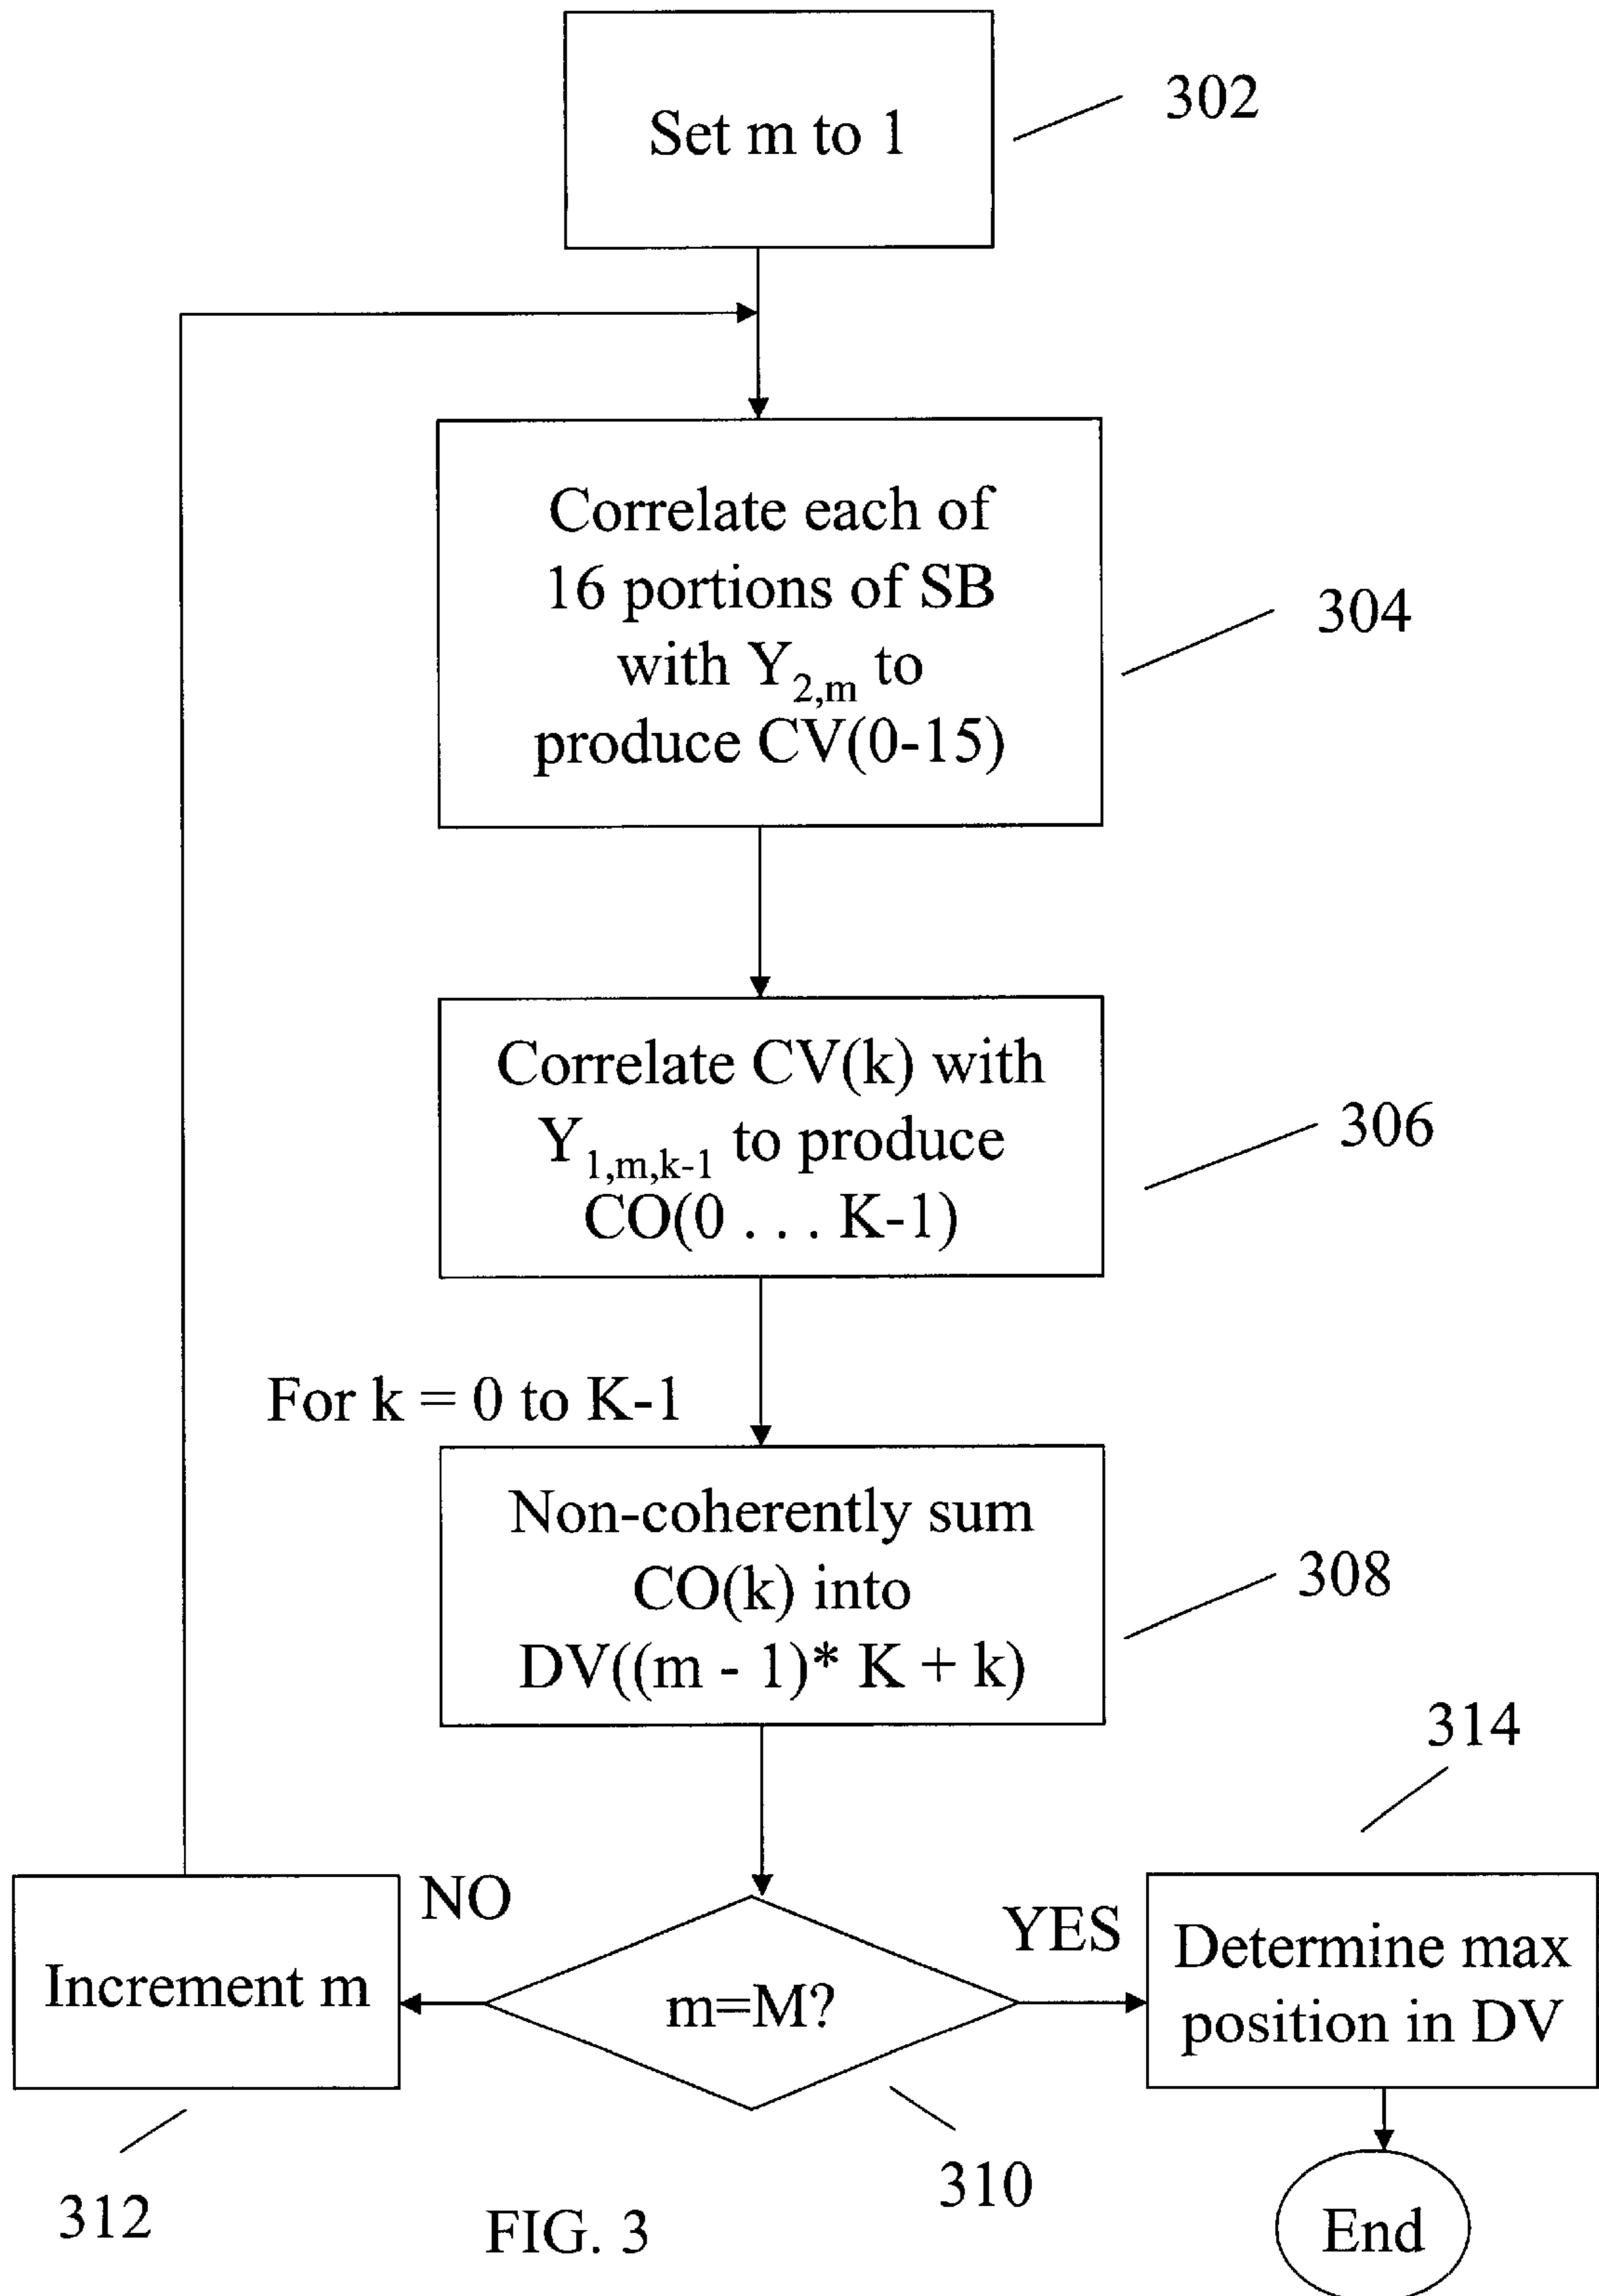 Set m to 1
302
Correlate each of
16 portions of SB
with Y2,m to
produce CV(0-15)
304
Correlate CV(k) with
Y1,m,k-1 to produce
CO(0 . . . K-1)
306
For k = 0 to K-1
Non-coherently sum
CO(k) into
DV((m - 1)* K + k)
308
314
NO
YES
Increment m
m=M?
Determine max
position in DV
312
310
End
FIG. 3